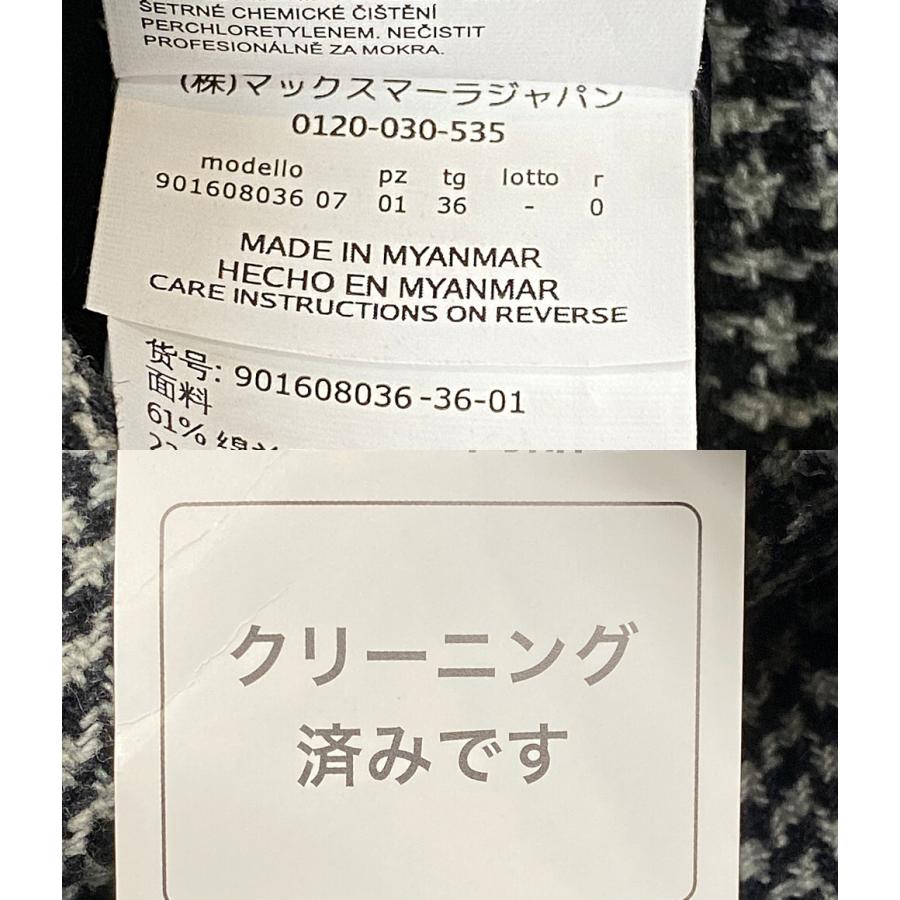 ŠETRNÉ CHEMICKÉ ČIŠTĚNÍ
PERCHLORETYLENEM. NEČISTIT
PROFESIONÁLNĚ ZA MOKRA.
(株)マックスマーラジャパン
0120-030-535
modello pz tg lotto r
901608036 07 01 36 - 0
MADE IN MYANMAR
HECHO EN MYANMAR
CARE INSTRUCTIONS ON REVERSE
货号: 901608036-36-01
面料
61% 绵羊
クリーニング
済みです